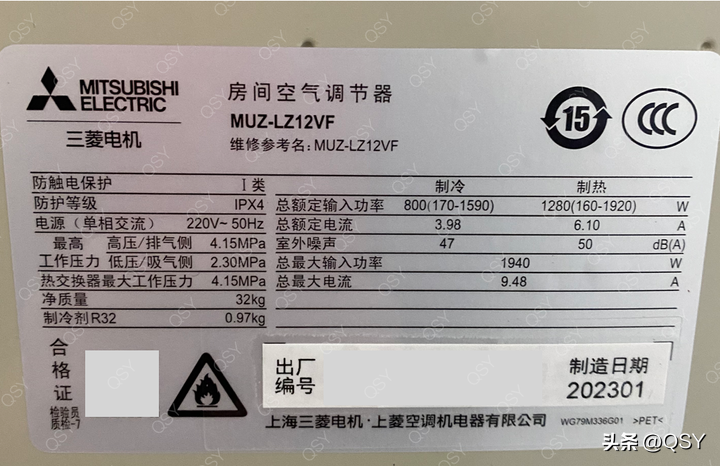 MITSUBISHI
ELECTRIC
三菱电机
房间空气调节器
MUZ-LZ12VF
维修参考名:MUZ-LZ12VF
15
CCC
防触电保护 I 类
防护等级 IPX4
电源（单相交流） 220V~ 50Hz
最高 高压/排气侧 4.15MPa
工作压力 低压/吸气侧 2.30MPa
热交换器最大工作压力 4.15MPa
净质量 32kg
制冷剂R32 0.97kg
制冷 制热
总额定输入功率 800(170-1590) 1280(160-1920) W
总额定电流 3.98 6.10 A
室外噪声 47 50 dB(A)
总最大输入功率 1940 W
总最大电流 9.48 A
合格证
检验员
质检-7
出厂
编号
制造日期
202301
上海三菱电机·上菱空调机电器有限公司 WG79M336G01 >PET<
头条 @QSY